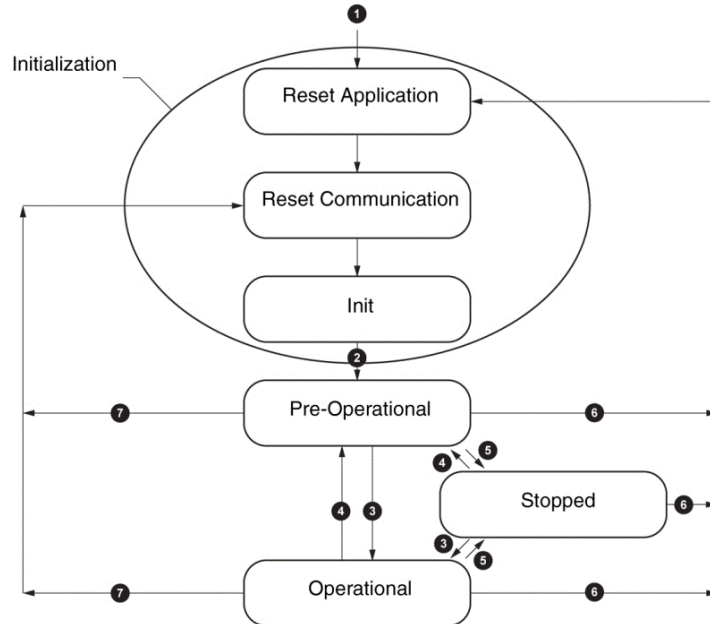 1
Initialization
Reset Application
Reset Communication
Init
2
Pre-Operational
7
6
4
5
Stopped
4
3
6
3
5
Operational
7
6